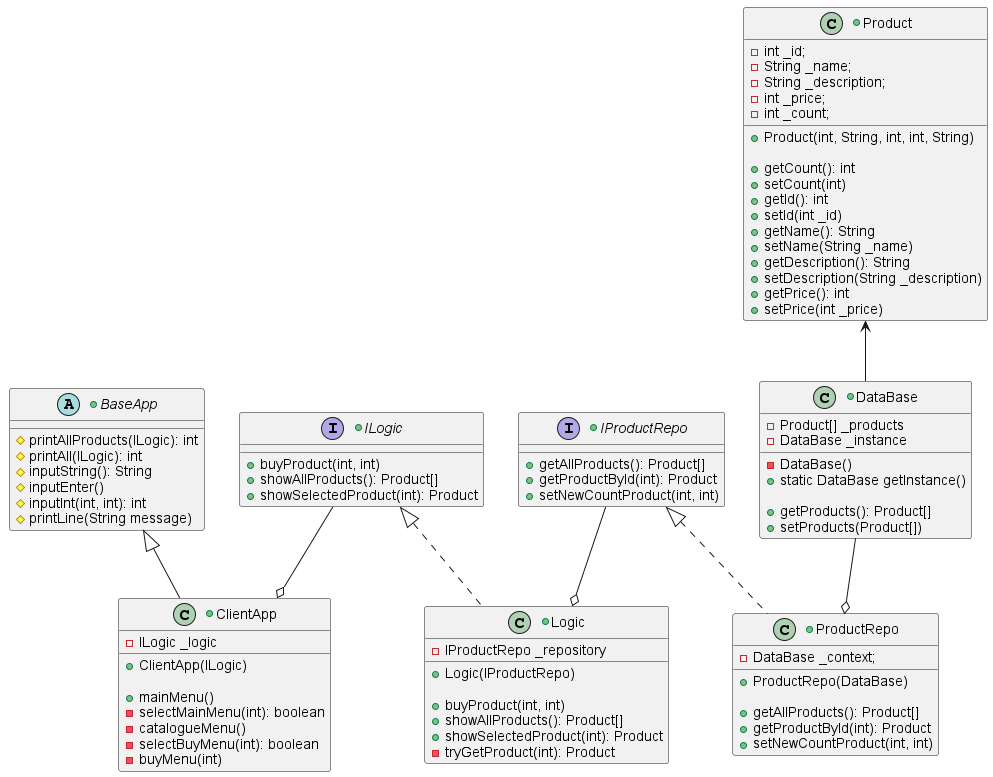 C Product
int _id;
String _name;
String _description;
int _price;
int _count;
Product(int, String, int, int, String)
getCount(): int
setCount(int)
getId(): int
setId(int _id)
getName(): String
setName(String _name)
getDescription(): String
setDescription(String _description)
getPrice(): int
setPrice(int _price)
A BaseApp
printAllProducts(ILogic): int
printAll(ILogic): int
inputString(): String
inputEnter()
inputInt(int, int): int
printLine(String message)
I ILogic
buyProduct(int, int)
showAllProducts(): Product[]
showSelectedProduct(int): Product
I IProductRepo
getAllProducts(): Product[]
getProductById(int): Product
setNewCountProduct(int, int)
C DataBase
Product[] _products
DataBase _instance
DataBase()
static DataBase getInstance()
getProducts(): Product[]
setProducts(Product[])
C ClientApp
ILogic _logic
ClientApp(ILogic)
mainMenu()
selectMainMenu(int): boolean
catalogueMenu()
selectBuyMenu(int): boolean
buyMenu(int)
C Logic
IProductRepo _repository
Logic(IProductRepo)
buyProduct(int, int)
showAllProducts(): Product[]
showSelectedProduct(int): Product
tryGetProduct(int): Product
C ProductRepo
DataBase _context;
ProductRepo(DataBase)
getAllProducts(): Product[]
getProductById(int): Product
setNewCountProduct(int, int)